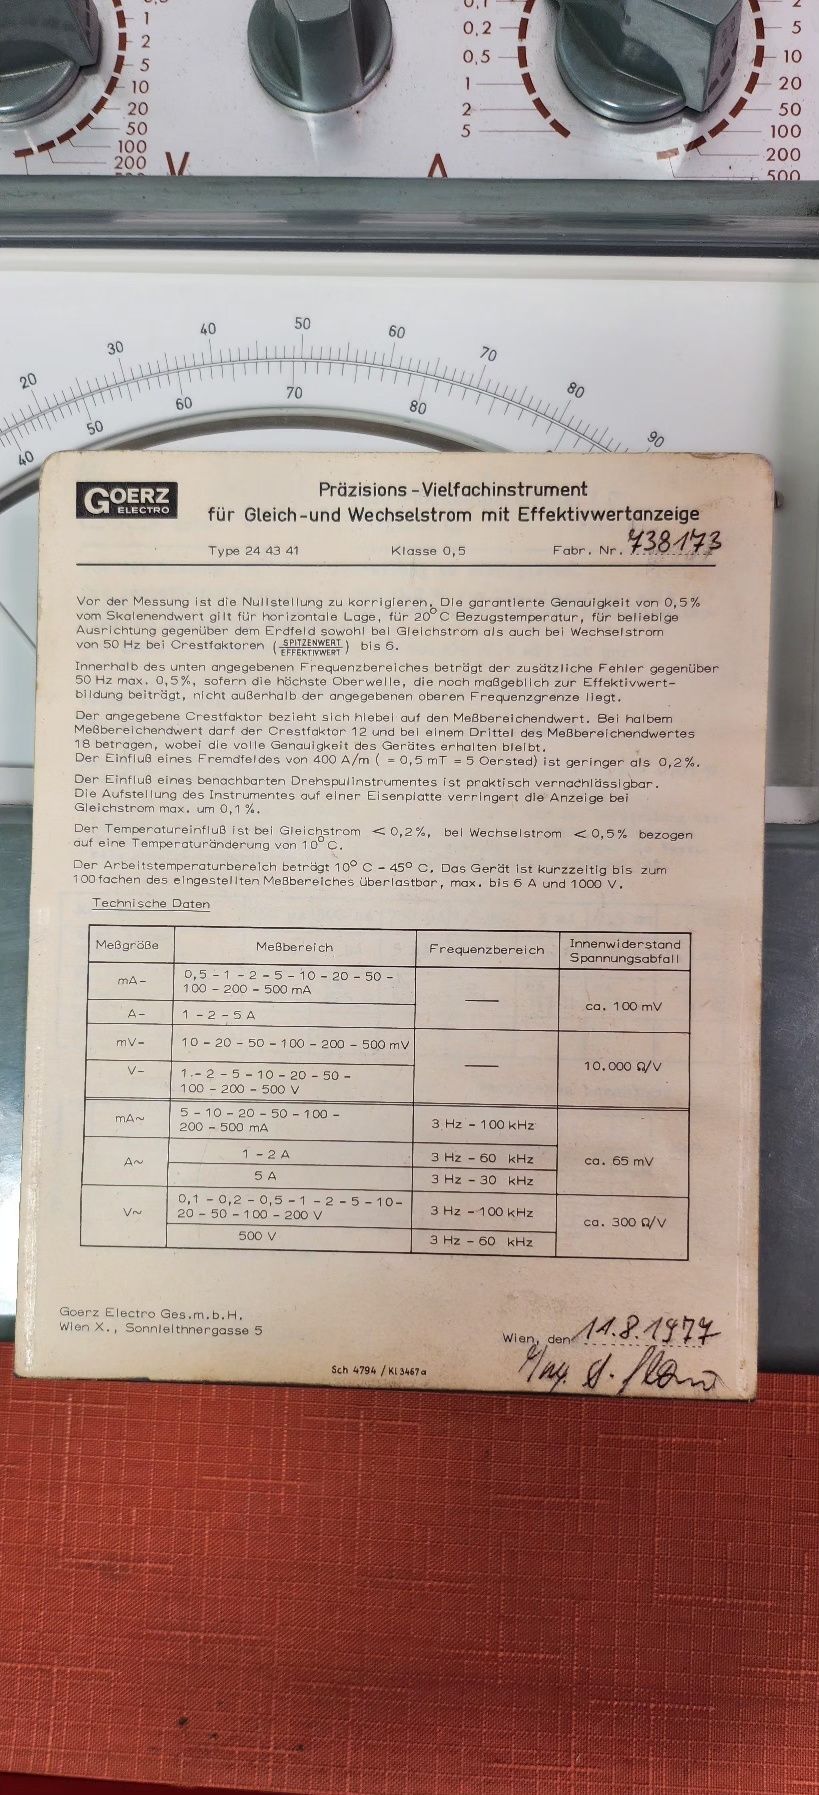 1
2
5
10
20
50
100
200
V
A
0,1
0,2
0,5
1
2
5
2
5
10
20
50
100
200
500
20
30
40
50
60
70
80
90
40
50
60
70
80
GOERZ
ELECTRO
Präzisions-Vielfachinstrument
für Gleich-und Wechselstrom mit Effektivwertanzeige
Type 24 43 41 Klasse 0,5 Fabr. Nr. 738173
Vor der Messung ist die Nullstellung zu korrigieren. Die garantierte Genauigkeit von 0,5%
vom Skalenendwert gilt für horizontale Lage, für 20°C Bezugstemperatur, für beliebige
Ausrichtung gegenüber dem Erdfeld sowohl bei Gleichstrom als auch bei Wechselstrom
von 50 Hz bei Crestfaktoren (SPITZENWERT/EFFEKTIVWERT) bis 6.
Innerhalb des unten angegebenen Frequenzbereiches beträgt der zusätzliche Fehler gegenüber
50 Hz max. 0,5%, sofern die höchste Oberwelle, die noch maßgeblich zur Effektivwert-
bildung beiträgt, nicht außerhalb der angegebenen oberen Frequenzgrenze liegt.
Der angegebene Crestfaktor bezieht sich hiebei auf den Meßbereichendwert. Bei halbem
Meßbereichendwert darf der Crestfaktor 12 und bei einem Drittel des Meßbereichendwertes
18 betragen, wobei die volle Genauigkeit des Gerätes erhalten bleibt.
Der Einfluß eines Fremdfeldes von 400 A/m ( = 0,5 mT = 5 Oersted) ist geringer als 0,2%.
Der Einfluß eines benachbarten Drehspulinstrumentes ist praktisch vernachlässigbar.
Die Aufstellung des Instrumentes auf einer Eisenplatte verringert die Anzeige bei
Gleichstrom max. um 0,1%.
Der Temperatureinfluß ist bei Gleichstrom < 0,2%, bei Wechselstrom < 0,5% bezogen
auf eine Temperaturänderung von 10°C.
Der Arbeitstemperaturbereich beträgt 10° C - 45° C. Das Gerät ist kurzzeitig bis zum
100fachen des eingestellten Meßbereiches überlastbar, max. bis 6 A und 1000 V.
Technische Daten
Meßgröße Meßbereich Frequenzbereich Innenwiderstand
Spannungsabfall
mA- 0,5 - 1 - 2 - 5 - 10 - 20 - 50 -
100 - 200 - 500 mA
A- 1 - 2 - 5 A — ca. 100 mV
mV- 10 - 20 - 50 - 100 - 200 - 500 mV
V- 1.- 2 - 5 - 10 - 20 - 50 - — 10.000 Ω/V
100 - 200 - 500 V
mA~ 5 - 10 - 20 - 50 - 100 - 3 Hz - 100 kHz
200 - 500 mA
A~ 1 - 2 A 3 Hz - 60 kHz ca. 65 mV
5 A 3 Hz - 30 kHz
V~ 0,1 - 0,2 - 0,5 - 1 - 2 - 5 - 10- 3 Hz - 100 kHz ca. 300 Ω/V
20 - 50 - 100 - 200 V
500 V 3 Hz - 60 kHz
Goerz Electro Ges.m.b.H.
Wien X., Sonnleithnergasse 5
Wien, den 11.8.1977
Sch 4794 / Kl 3467a